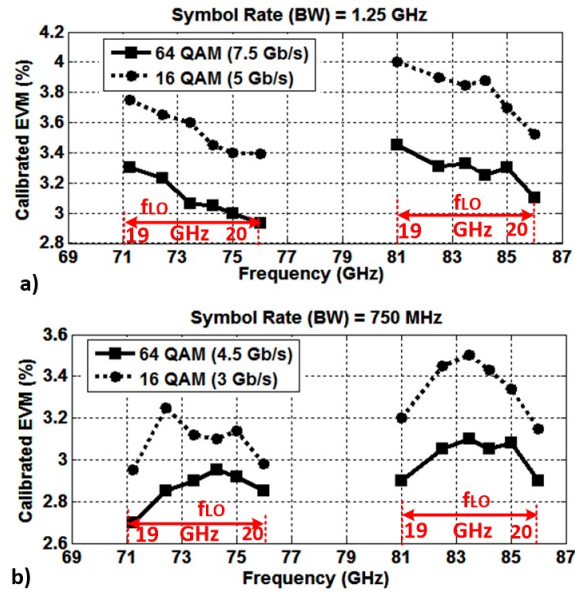 Symbol Rate (BW) = 1.25 GHz
Calibrated EVM (%)
4.2
4
3.8
3.6
3.4
3.2
3
2.8
64 QAM (7.5 Gb/s)
16 QAM (5 Gb/s)
fLO
19 GHz 20
fLO
19 GHz 20
69 71 73 75 77 79 81 83 85 87
Frequency (GHz)
a)
Symbol Rate (BW) = 750 MHz
Calibrated EVM (%)
3.6
3.4
3.2
3
2.8
2.6
64 QAM (4.5 Gb/s)
16 QAM (3 Gb/s)
fLO
19 GHz 20
fLO
19 GHz 20
69 71 73 75 77 79 81 83 85 87
Frequency (GHz)
b)